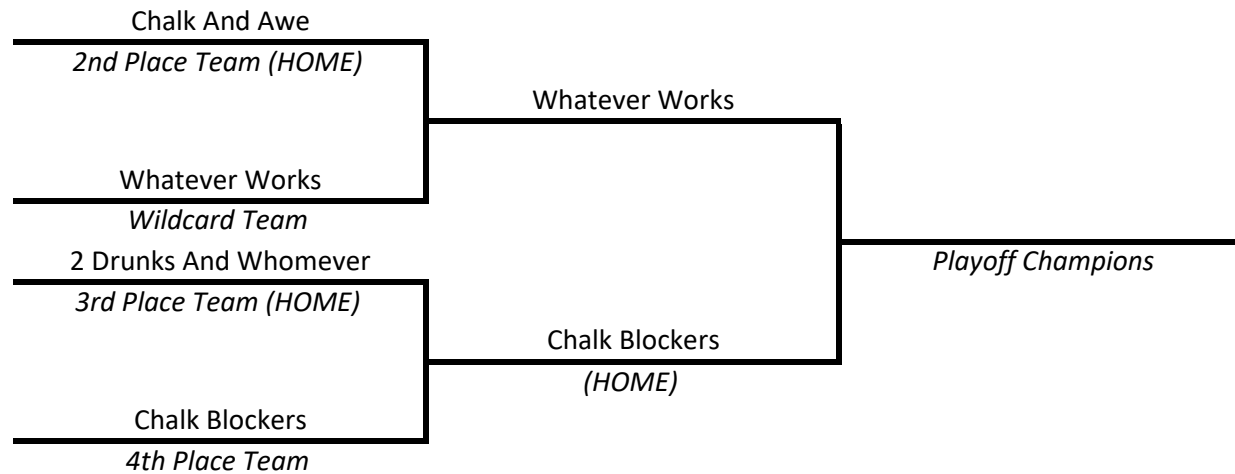 Chalk And Awe
2nd Place Team (HOME)
Whatever Works
Whatever Works
Wildcard Team
2 Drunks And Whomever
3rd Place Team (HOME)
Playoff Champions
Chalk Blockers
(HOME)
Chalk Blockers
4th Place Team